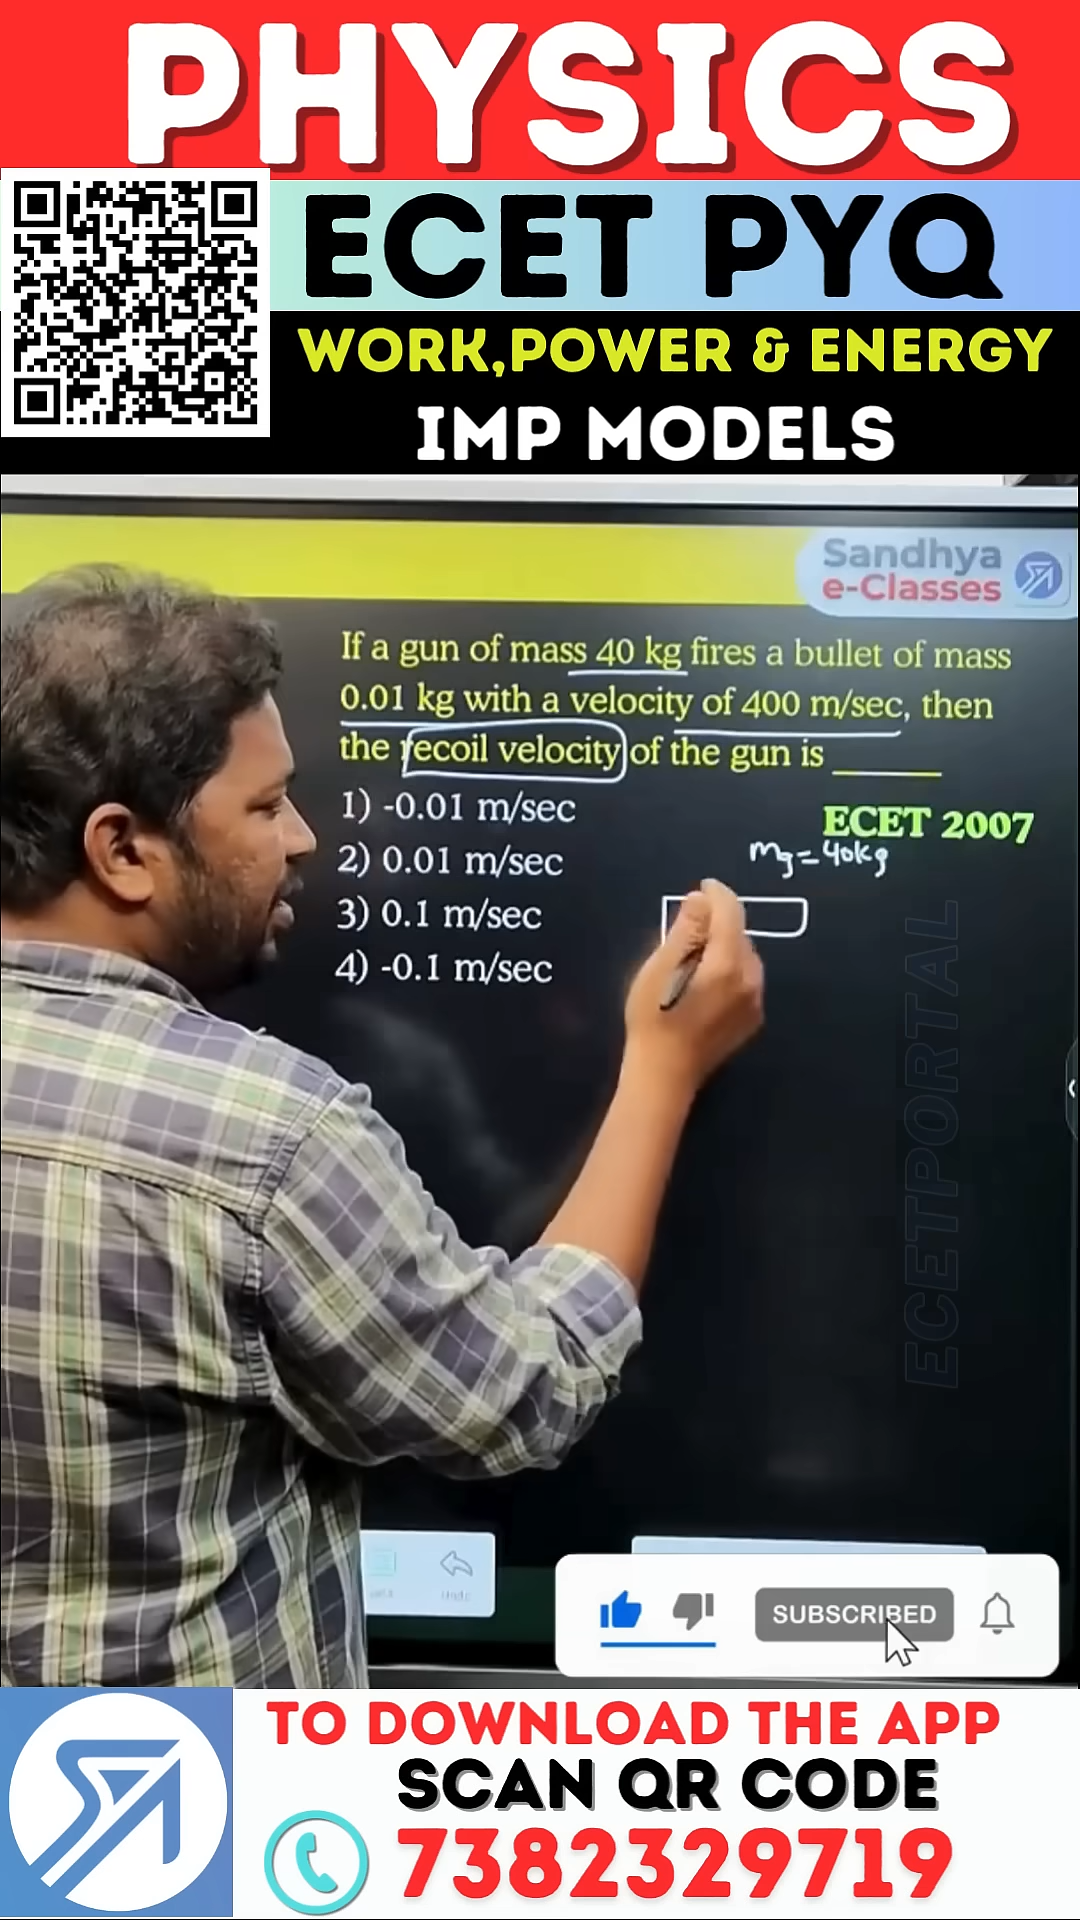 PHYSICS
ECET PYQ
WORK,POWER & ENERGY
IMP MODELS
Sandhya
e-Classes
If a gun of mass 40 kg fires a bullet of mass
0.01 kg with a velocity of 400 m/sec, then
the recoil velocity of the gun is ______
1) -0.01 m/sec
2) 0.01 m/sec
3) 0.1 m/sec
4) -0.1 m/sec
ECET 2007
mg = 40kg
ECETPORTAL
Undo
SUBSCRIBED
TO DOWNLOAD THE APP
SCAN QR CODE
7382329719